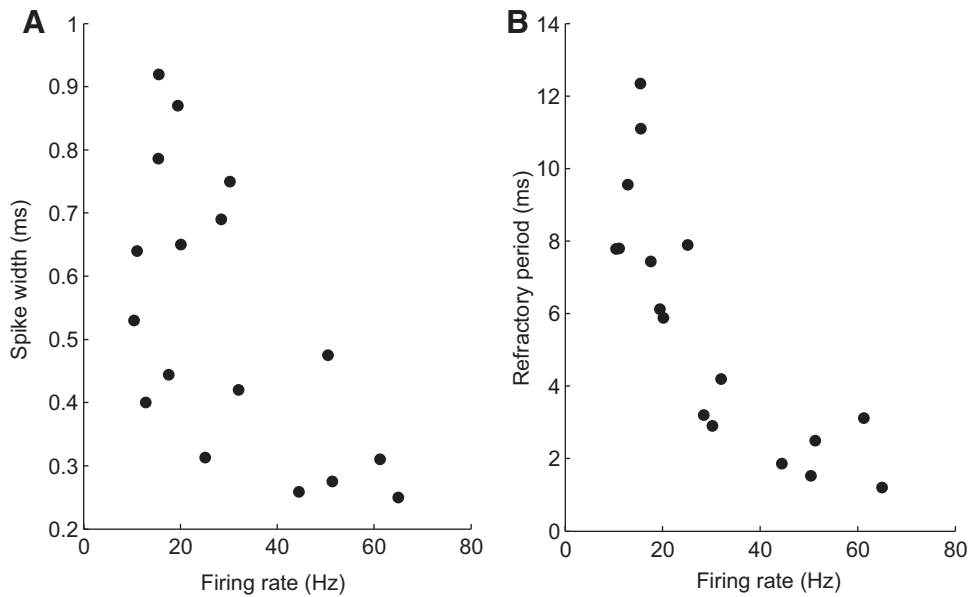 A
1
0.9
0.8
0.7
0.6
0.5
0.4
0.3
0.2
Spike width (ms)
0 20 40 60 80
Firing rate (Hz)
B
14
12
10
8
6
4
2
0
Refractory period (ms)
0 20 40 60 80
Firing rate (Hz)